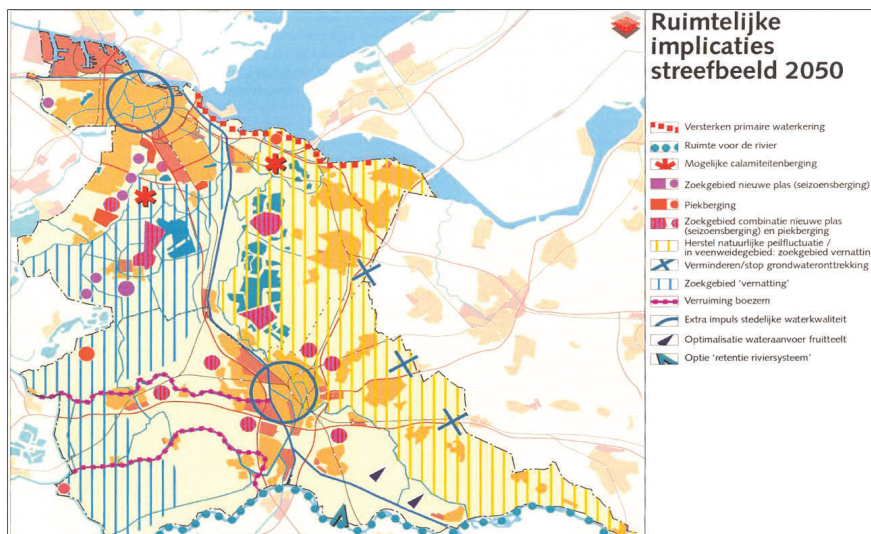 Ruimtelijke
implicaties
streefbeeld 2050
Versterken primaire waterkering
Ruimte voor de rivier
Mogelijke calamiteitenberging
Zoekgebied nieuwe plas (seizoensberging)
Piekberging
Zoekgebied combinatie nieuwe plas
(seizoensberging) en piekberging
Herstel natuurlijke peilfluctuatie /
in veenweidegebied: zoekgebied vernatting
Verminderen/stop grondwateronttrekking
Zoekgebied 'vernatting'
Verruiming boezem
Extra impuls stedelijke waterkwaliteit
Optimalisatie wateraanvoer fruitteelt
Optie 'retentie riviersysteem'